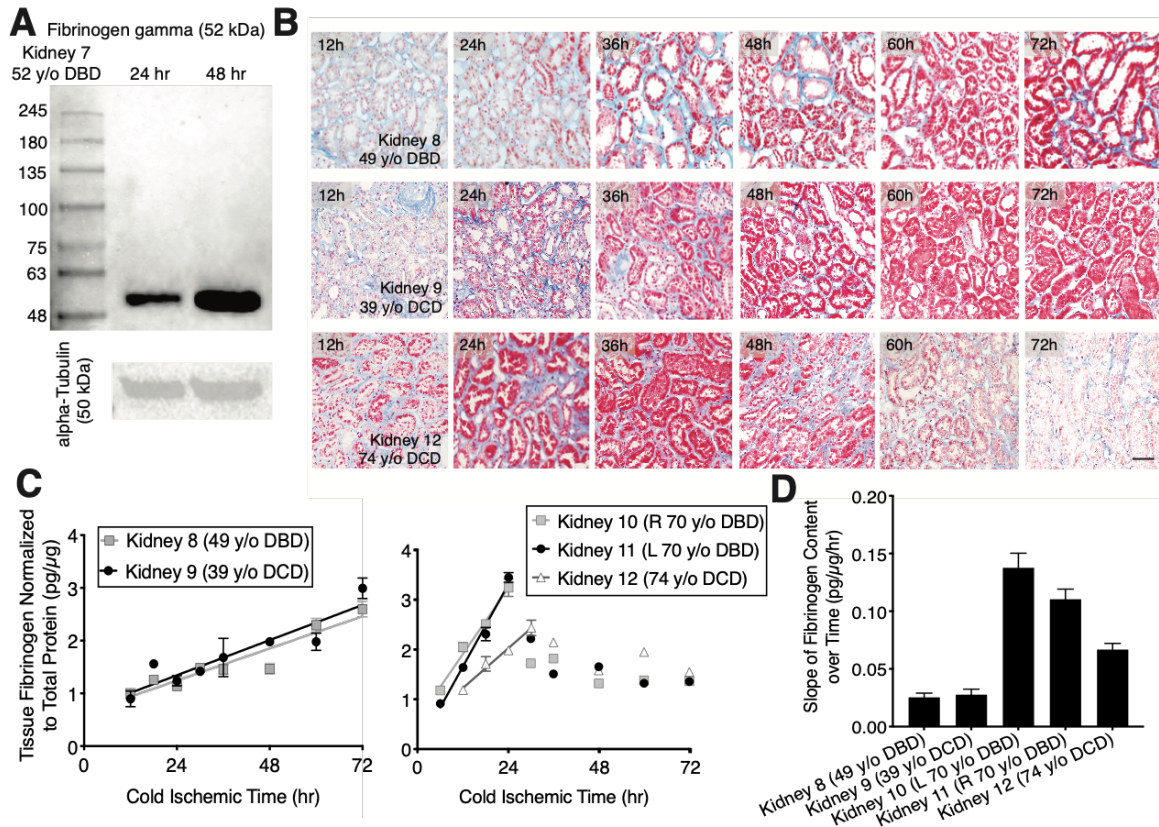 A
Fibrinogen gamma (52 kDa)
Kidney 7
52 y/o DBD
24 hr
48 hr
245
180
135
100
75
63
48
alpha-Tubulin
(50 kDa)
B
12h
24h
36h
48h
60h
72h
Kidney 8
49 y/o DBD
12h
24h
36h
48h
60h
72h
Kidney 9
39 y/o DCD
12h
24h
36h
48h
60h
72h
Kidney 12
74 y/o DCD
C
Tissue Fibrinogen Normalized
to Total Protein (pg/µg)
4
3
2
1
0
Kidney 8 (49 y/o DBD)
Kidney 9 (39 y/o DCD)
0
24
48
72
Cold Ischemic Time (hr)
4
3
2
1
0
Kidney 10 (R 70 y/o DBD)
Kidney 11 (L 70 y/o DBD)
Kidney 12 (74 y/o DCD)
0
24
48
72
Cold Ischemic Time (hr)
D
Slope of Fibrinogen Content
over Time (pg/µg/hr)
0.20
0.15
0.10
0.05
0.00
Kidney 8 (49 y/o DBD)
Kidney 9 (39 y/o DCD)
Kidney 10 (L 70 y/o DBD)
Kidney 11 (R 70 y/o DBD)
Kidney 12 (74 y/o DCD)